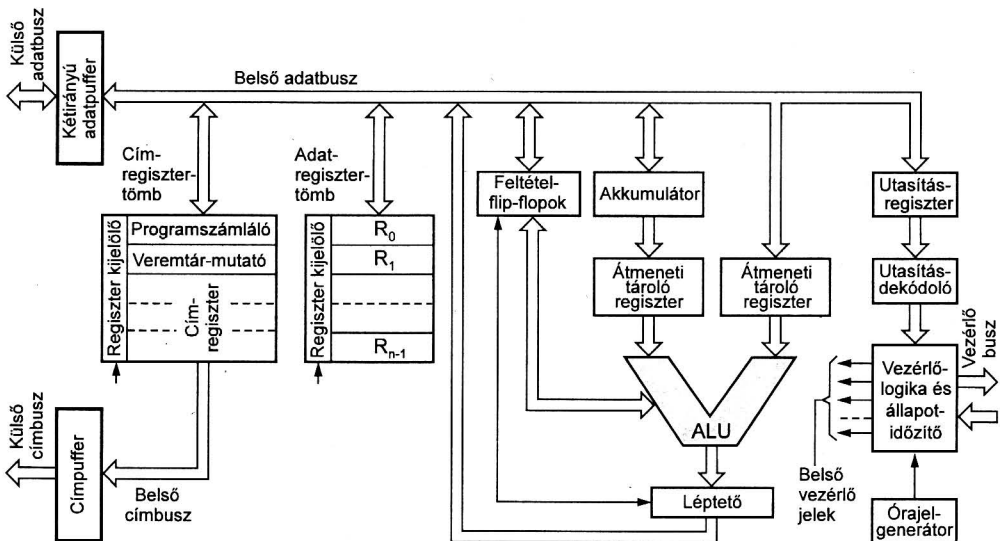 Külső
adatbusz
Kétirányú
adatpuffer
Belső adatbusz
Cím-
regiszter-
tömb
Adat-
regiszter-
tömb
Regiszter kijelölő
Programszámláló
Veremtár-mutató
Cím-
regiszter
Regiszter kijelölő
R0
R1
Rn-1
Feltétel-
flip-flopok
Akkumulátor
Átmeneti
tároló
regiszter
Átmeneti
tároló
regiszter
Utasítás-
regiszter
Utasítás-
dekódoló
Vezérlő-
logika és
állapot-
időzítő
Vezérlő
busz
ALU
Léptető
Belső
vezérlő
jelek
Órajel-
generátor
Külső
címbusz
Címpuffer
Belső
címbusz